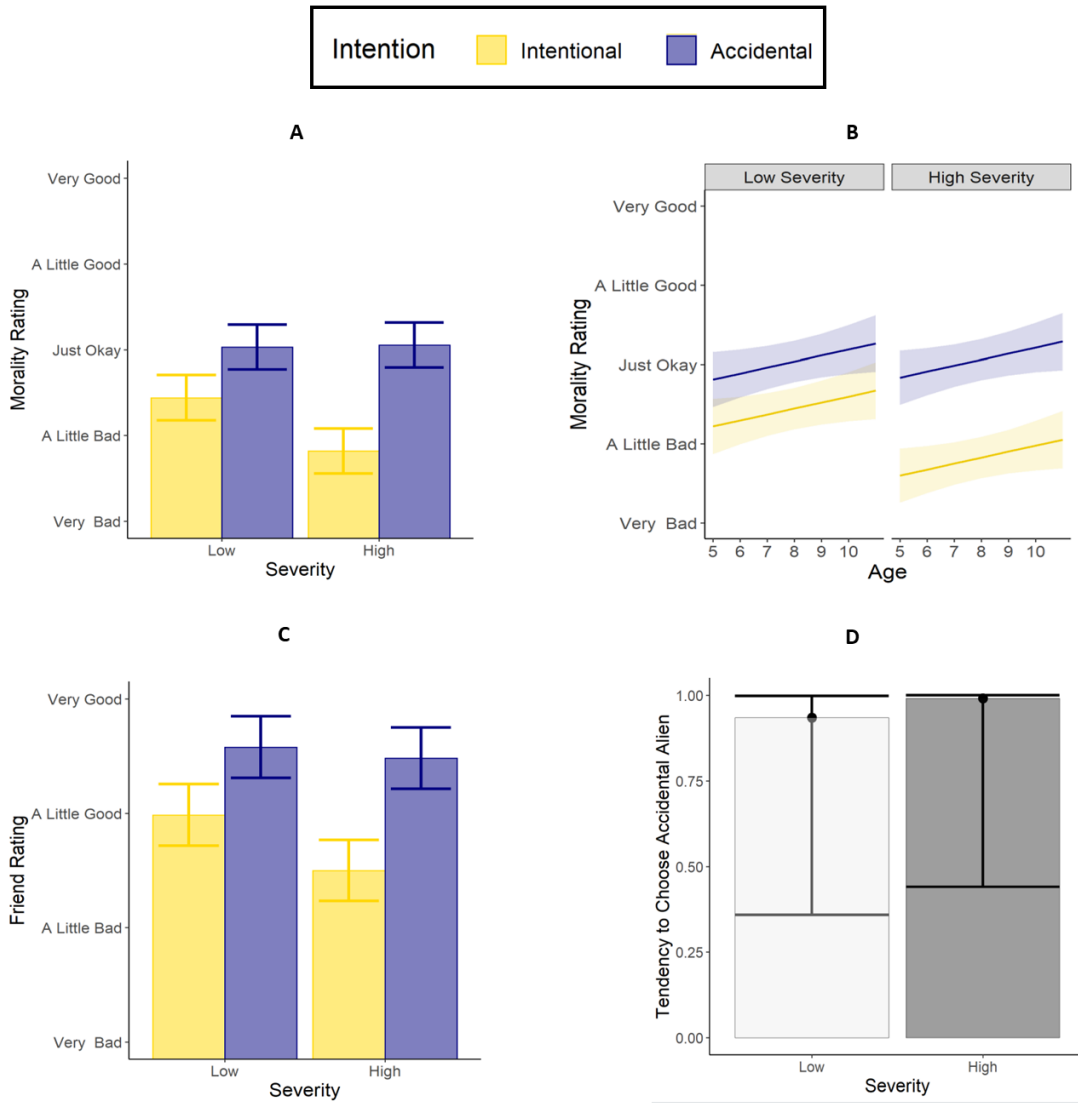 Intention Intentional Accidental
A
Very Good
A Little Good
Just Okay
A Little Bad
Very Bad
Morality Rating
Low High
Severity
B
Low Severity High Severity
Very Good
A Little Good
Just Okay
A Little Bad
Very Bad
Morality Rating
5 6 7 8 9 10 5 6 7 8 9 10
Age
C
Very Good
A Little Good
A Little Bad
Very Bad
Friend Rating
Low High
Severity
D
1.00
0.75
0.50
0.25
0.00
Tendency to Choose Accidental Alien
Low High
Severity